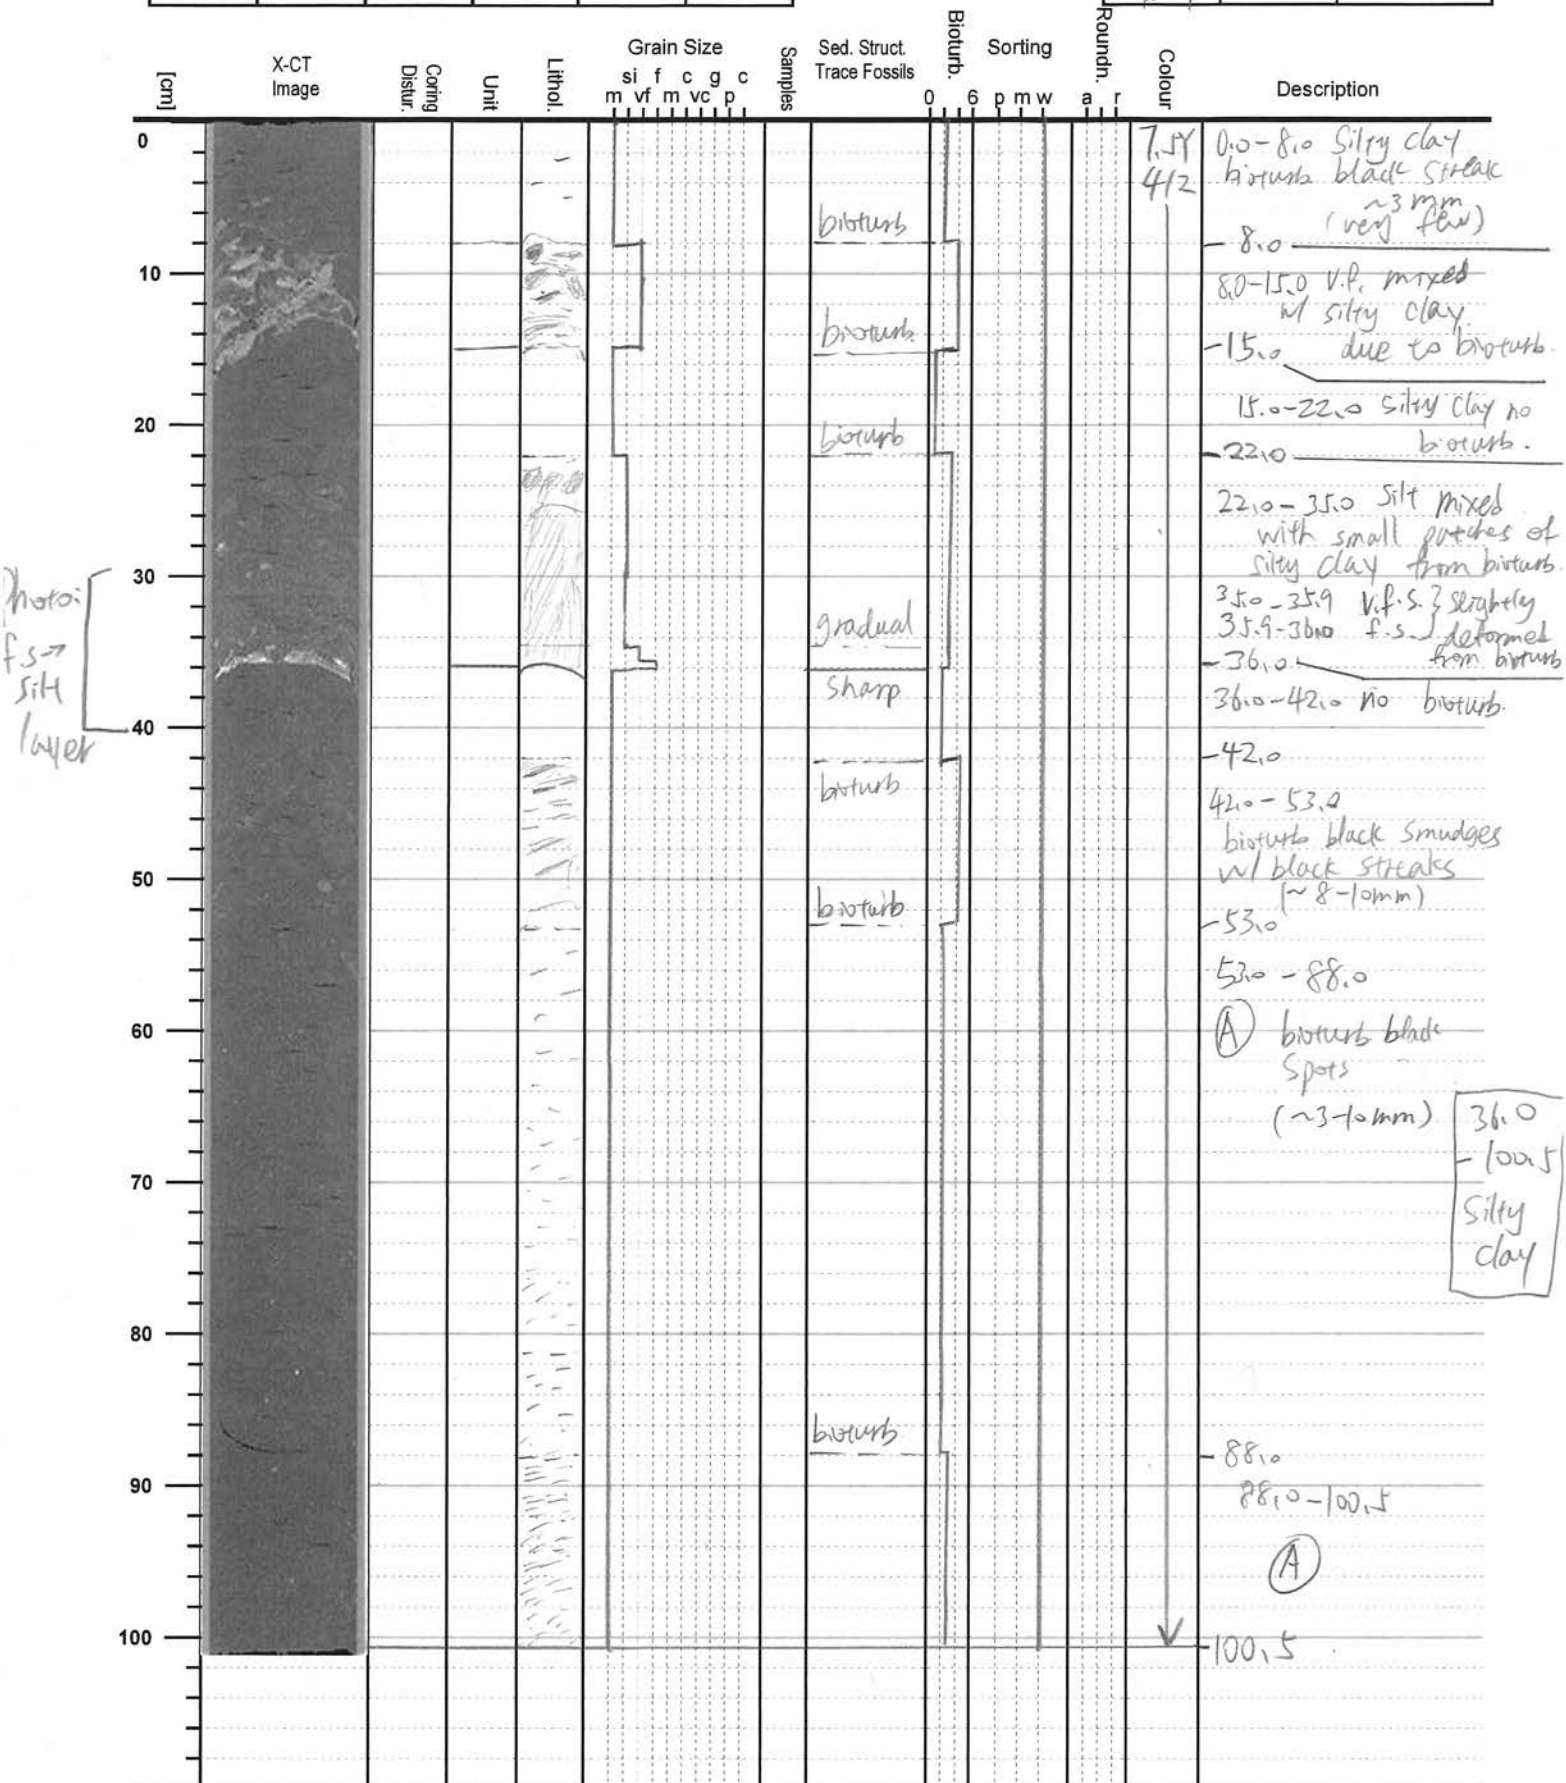 [cm]
X-CT
Image
Coring
Distur.
Unit
Lithol.
Grain Size
si f c g c
m vf m vc p
Samples
Sed. Struct.
Trace Fossils
Bioturb.
0 6
Sorting
p m w
Roundn.
a r
Colour
Description
0
10
20
30
40
50
60
70
80
90
100
Photo:
f.s→
silt
layer
bioturb
bioturb.
bioturb
gradual
sharp
bioturb
bioturb
bioturb
7.5Y
4/2
0.0-8.0 Silty clay
bioturb black streak
~3mm
(very few)
8.0
8.0-15.0 v.f. mixed
w/ silty clay
-15.0 due to bioturb.
15.0-22.0 Silty clay no
bioturb.
-22.0
22.0-35.0 Silt mixed
with small patches of
silty clay from bioturb.
35.0-35.9 v.f.s. } slightly
35.9-36.0 f.s. deformed
from bioturb
-36.0
36.0-42.0 no bioturb.
-42.0
42.0-53.0
bioturb black smudges
w/ black streaks
(~8-10mm)
-53.0
53.0-88.0
A bioturb black
spots
(~3-10mm)
36.0
-100.5
Silty
clay
-88.0
88.0-100.5
A
-100.5